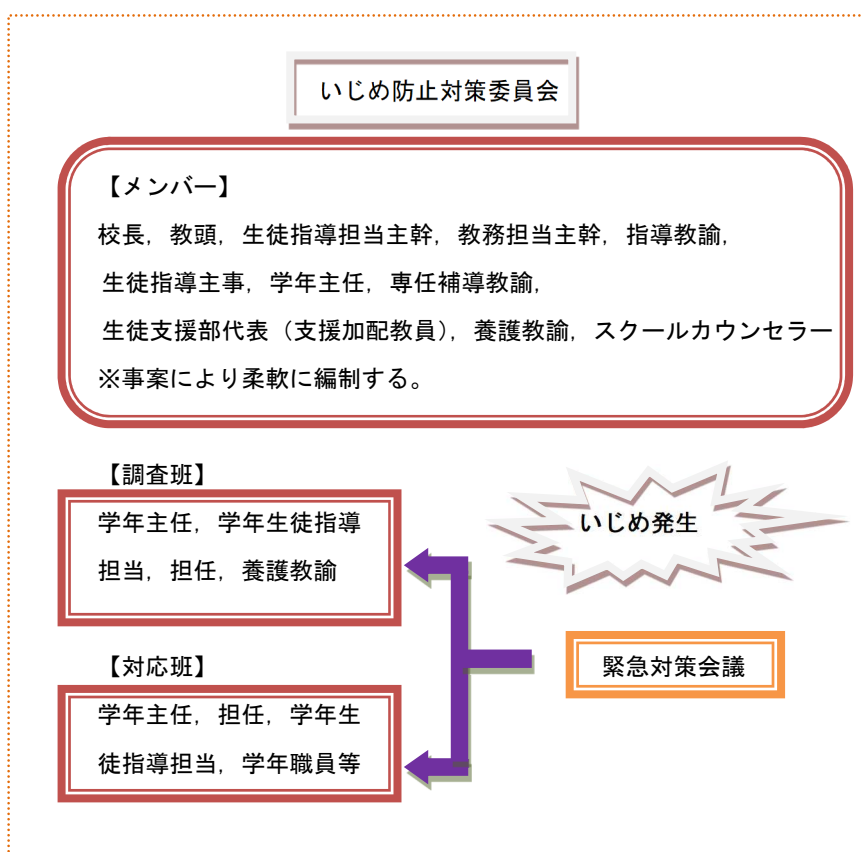 いじめ防止対策委員会
【メンバー】
校長，教頭，生徒指導担当主幹，教務担当主幹，指導教諭，
生徒指導主事，学年主任，専任補導教諭，
生徒支援部代表（支援加配教員），養護教諭，スクールカウンセラー
※事案により柔軟に編制する。
【調査班】
学年主任，学年生徒指導
担当，担任，養護教諭
いじめ発生
緊急対策会議
【対応班】
学年主任，担任，学年生
徒指導担当，学年職員等